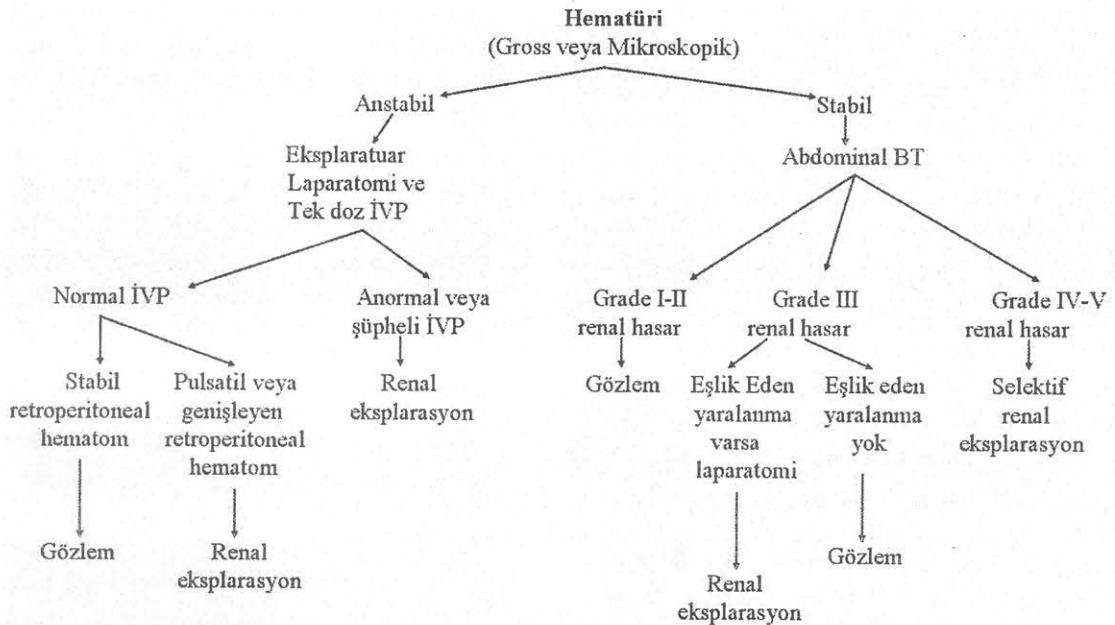 Hematüri
(Gross veya Mikroskopik)
Anstabil
Stabil
Eksplaratuar
Laparatomi ve
Tek doz İVP
Abdominal BT
Normal İVP
Anormal veya
şüpheli İVP
Grade I-II
renal hasar
Grade III
renal hasar
Grade IV-V
renal hasar
Stabil
retroperitoneal
hematom
Pulsatil veya
genişleyen
retroperitoneal
hematom
Renal
eksplarasyon
Gözlem
Eşlik Eden
yaralanma
varsa
laparatomi
Eşlik eden
yaralanma
yok
Selektif
renal
eksplarasyon
Gözlem
Renal
eksplarasyon
Renal
eksplarasyon
Gözlem